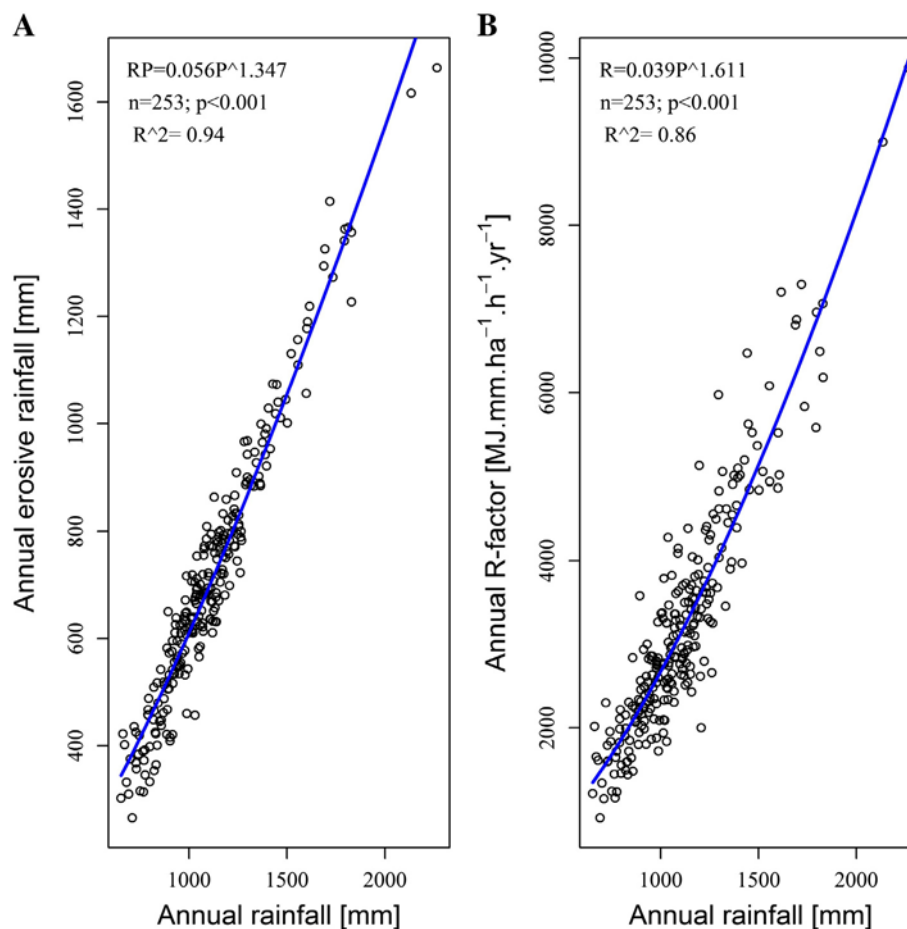 A
RP=0.056P^1.347
n=253; p<0.001
R^2= 0.94
Annual erosive rainfall [mm]
1600
1400
1200
1000
800
600
400
1000
1500
2000
Annual rainfall [mm]
B
R=0.039P^1.611
n=253; p<0.001
R^2= 0.86
Annual R-factor [MJ.mm.ha⁻¹.h⁻¹.yr⁻¹]
10000
8000
6000
4000
2000
1000
1500
2000
Annual rainfall [mm]